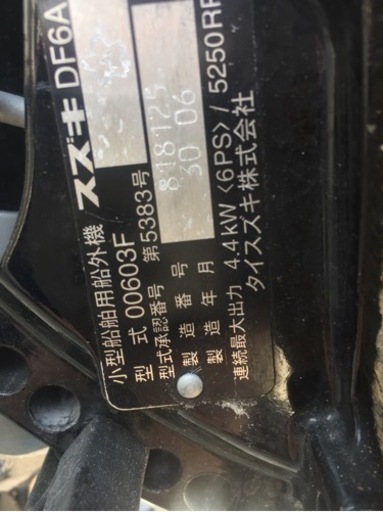 スズキ DF6A
小型船舶用船外機
型式 00603F
型式承認番号 第5383号
製造番号 818125
製造年月 30 06
連続最大出力 4.4kW〈6PS〉/5250RP
タイスズキ株式会社